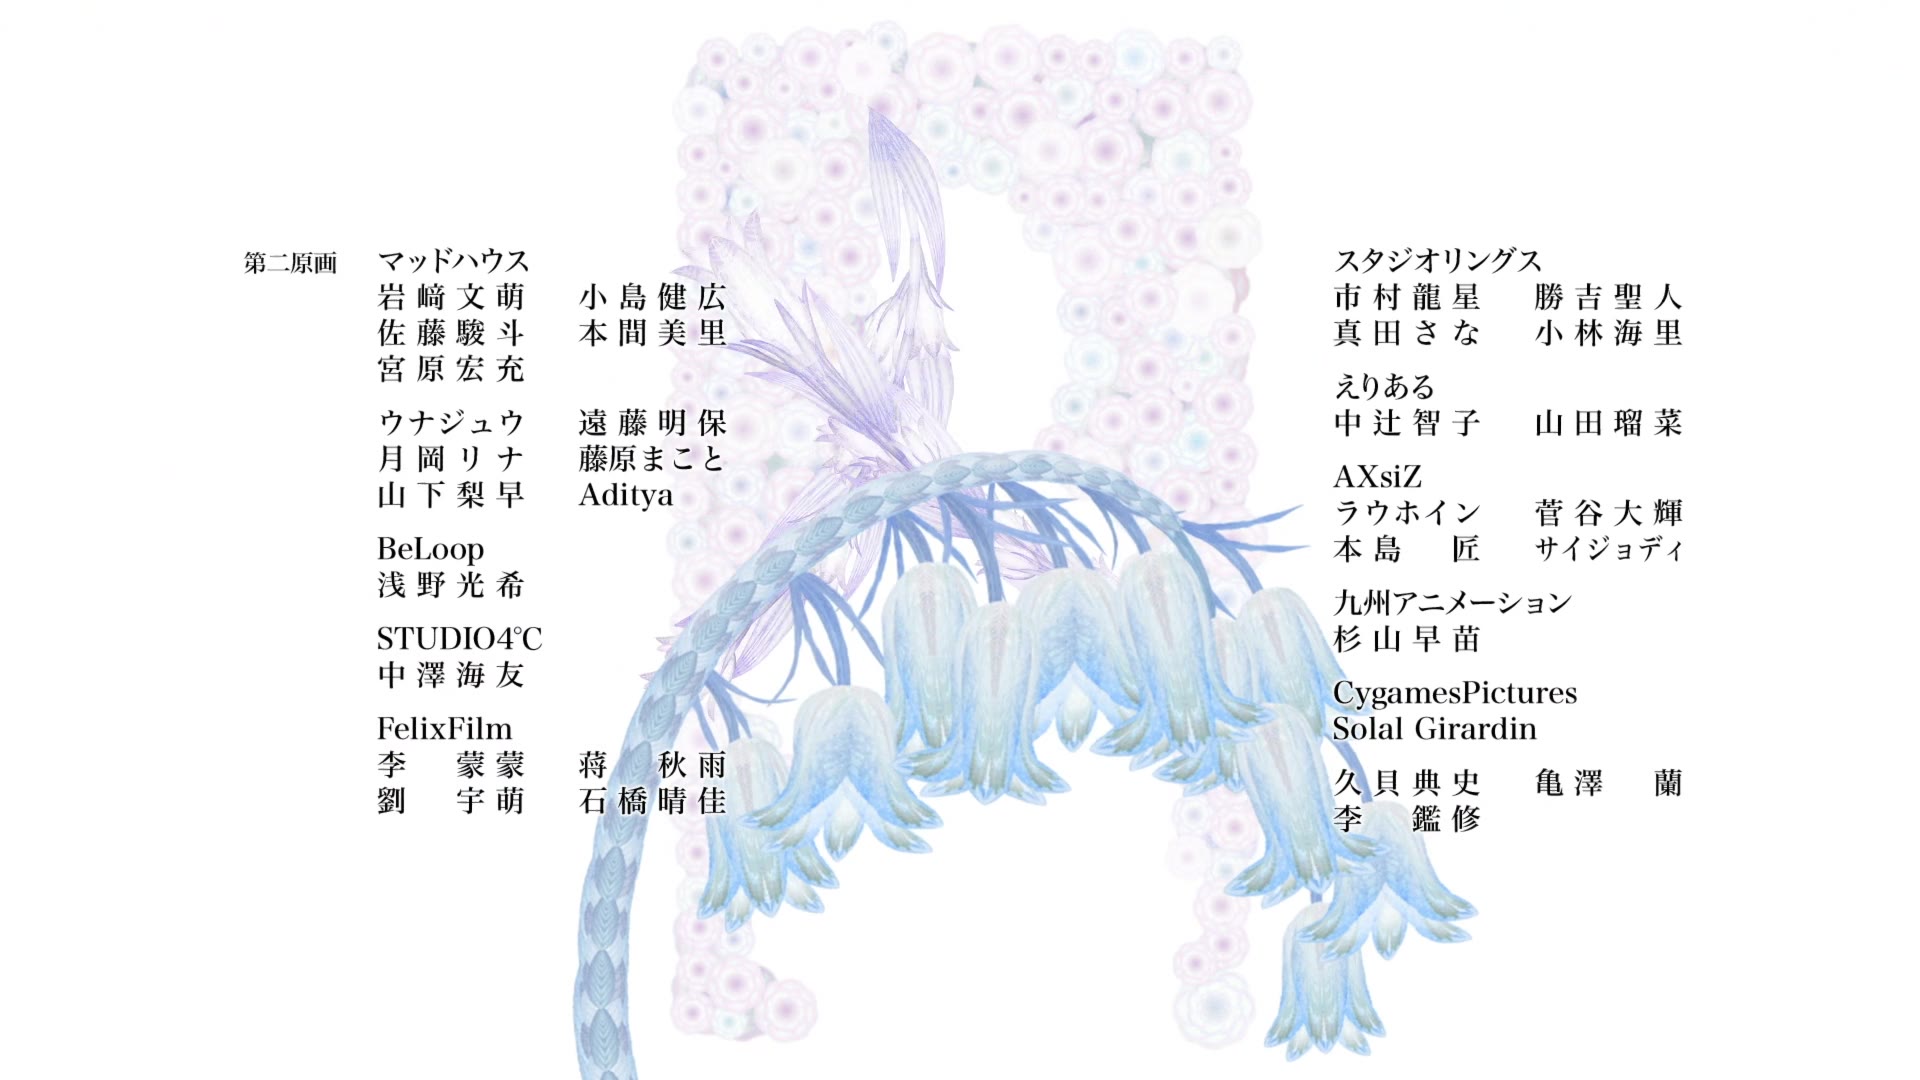 第二原画 マッドハウス
岩﨑文萌 小島健広
佐藤駿斗 本間美里
宮原宏充
ウナジュウ 遠藤明保
月岡リナ 藤原まこと
山下梨早 Aditya
BeLoop
浅野光希
STUDIO4℃
中澤海友
FelixFilm
李蒙蒙 蒋秋雨
劉宇萌 石橋晴佳
スタジオリングス
市村龍星 勝吉聖人
真田さな 小林海里
えりある
中辻智子 山田瑠菜
AXsiZ
ラウホイン 菅谷大輝
本島匠 サイジョディ
九州アニメーション
杉山早苗
CygamesPictures
Solal Girardin
久貝典史 亀澤蘭
李鑑修